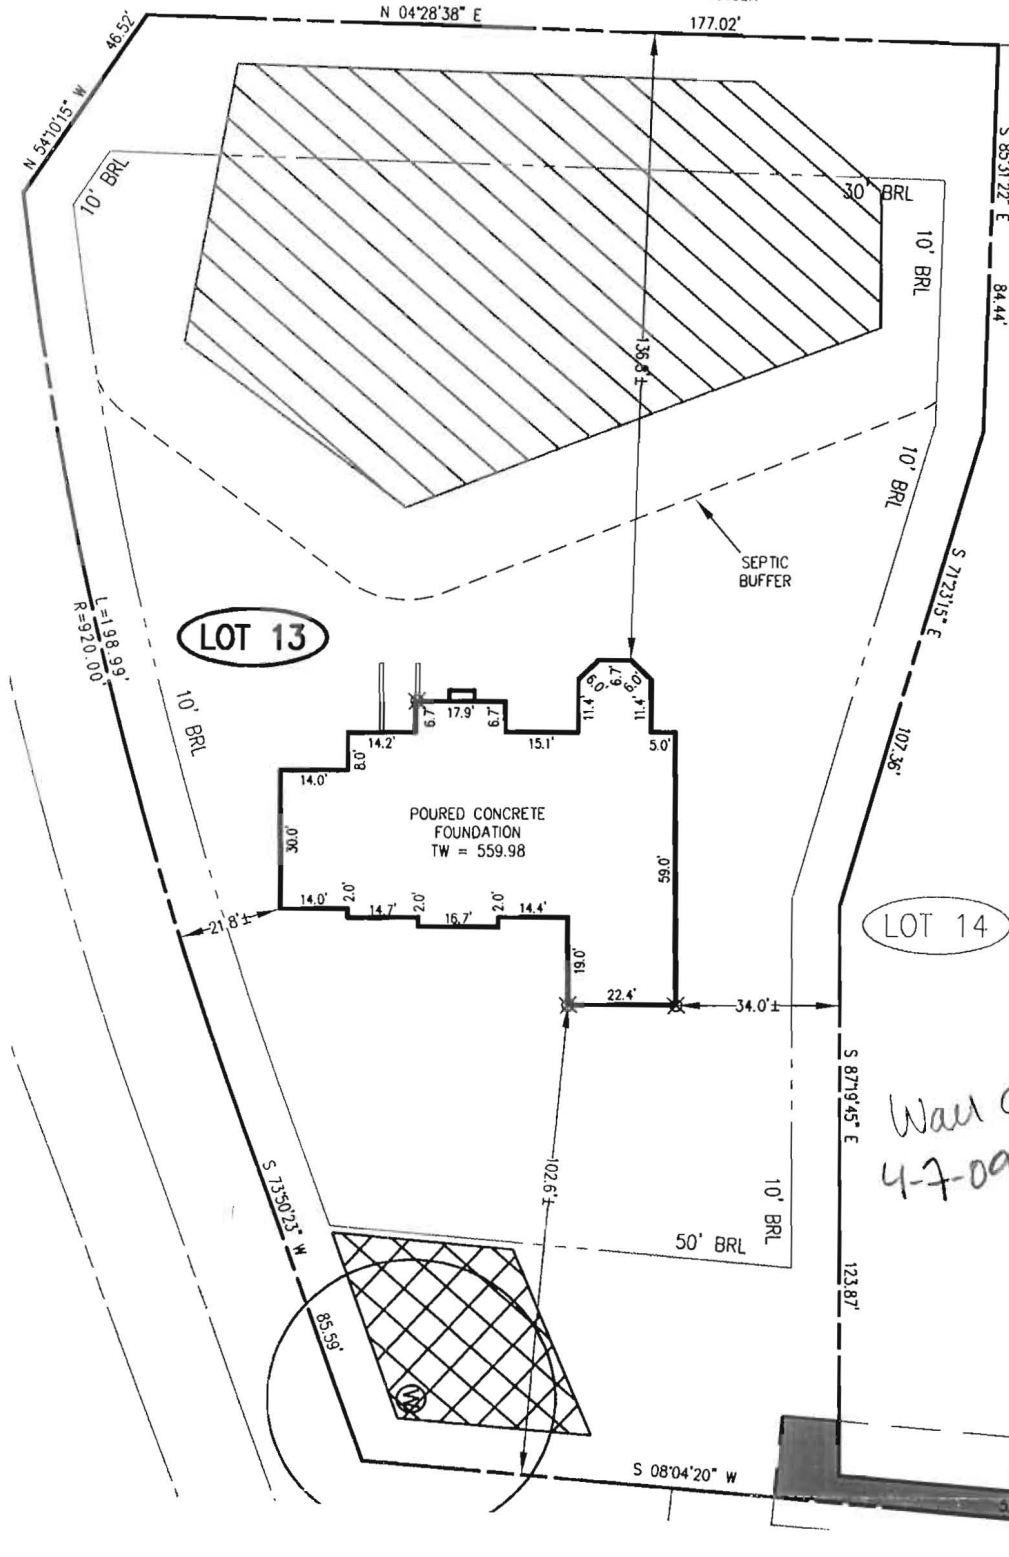 N 04°28'38" E
177.02'
46.52'
N 54°10'15" W
S 85°31'22" E
84.44'
10' BRL
30' BRL
10' BRL
136.8'±
10' BRL
SEPTIC
BUFFER
S 71°23'15" E
107.36'
L=198.99'
R=920.00'
LOT 13
10' BRL
6.0'
6.7'
6.0'
11.4'
11.4'
6.7'
17.9'
6.7'
14.2'
15.1'
5.0'
8.0'
14.0'
30.0'
POURED CONCRETE
FOUNDATION
TW = 559.98
59.0'
14.0'
2.0'
14.7'
2.0'
16.7'
2.0'
14.4'
21.8'±
19.0'
22.4'
34.0'±
LOT 14
S 87°19'45" E
123.87'
Wall
4-7-09
102.6'±
S 73°50'23" W
85.59'
10' BRL
50' BRL
W
S 08°04'20" W